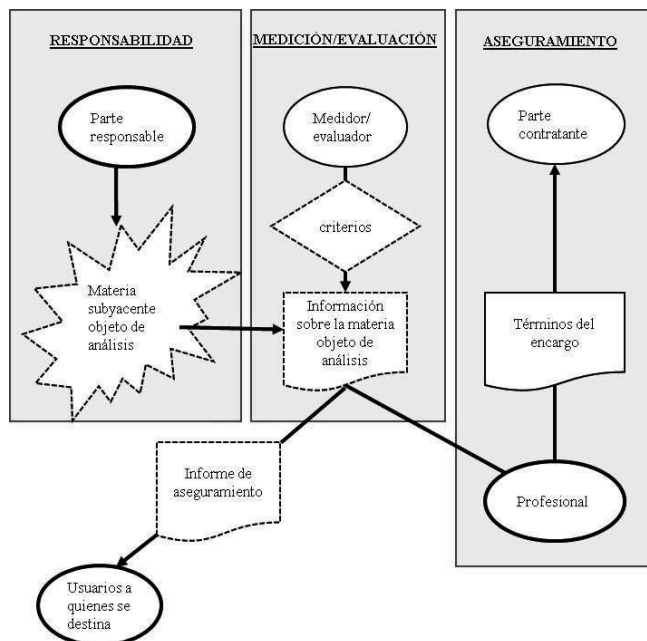 RESPONSABILIDAD
Parte
responsable
Materia
subyacente
objeto de
análisis
MEDICIÓN/EVALUACIÓN
Medidor/
evaluador
criterios
Información
sobre la materia
objeto de
análisis
ASEGURAMIENTO
Parte
contratante
Términos del
encargo
Profesional
Informe de
aseguramiento
Usuarios a
quienes se
destina